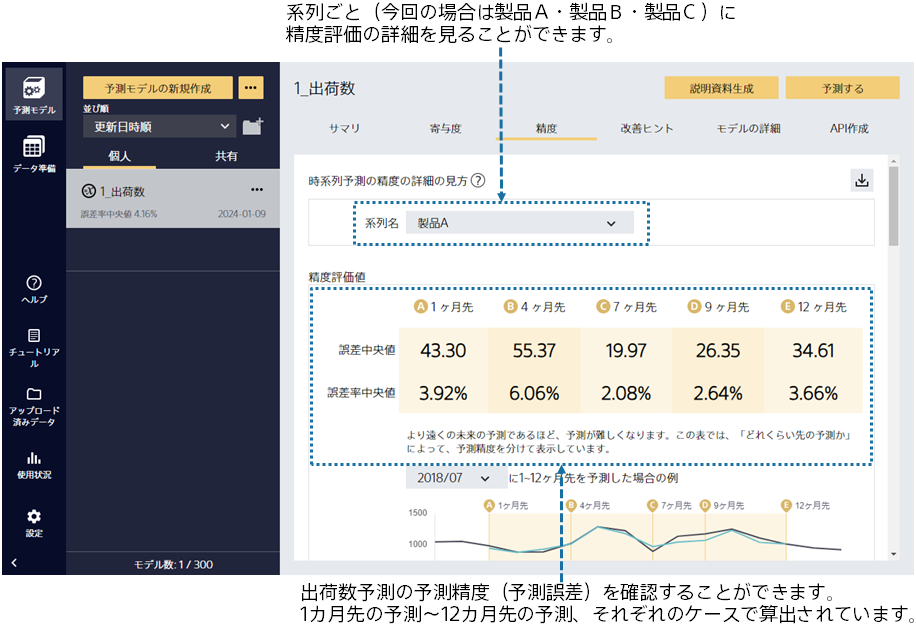 系列ごと（今回の場合は製品A・製品B・製品C）に
精度評価の詳細を見ることができます。
予測モデル
データ準備
ヘルプ
チュートリア
ル
アップロード
済みデータ
使用状況
設定
予測モデルの新規作成
並び順
更新日時順
個人
共有
1_出荷数
誤差率中央値 4.16%
2024-01-09
モデル数: 1 / 300
1_出荷数
説明資料生成
予測する
サマリ
寄与度
精度
改善ヒント
モデルの詳細
API作成
時系列予測の精度の詳細の見方
系列名
製品A
精度評価値
A 1 ヶ月先
B 4 ヶ月先
C 7 ヶ月先
D 9 ヶ月先
E 12 ヶ月先
誤差中央値 43.30 55.37 19.97 26.35 34.61
誤差率中央値 3.92% 6.06% 2.08% 2.64% 3.66%
より遠くの未来の予測であるほど、予測が難しくなります。この表では、「どれくらい先の予測か」
によって、予測精度を分けて表示しています。
2018/07 に1~12ヶ月先を予測した場合の例
A 1ヶ月先
B 4ヶ月先
C 7ヶ月先
D 9ヶ月先
E 12ヶ月先
1500
1000
出荷数予測の予測精度（予測誤差）を確認することができます。
1カ月先の予測～12カ月先の予測、それぞれのケースで算出されています。